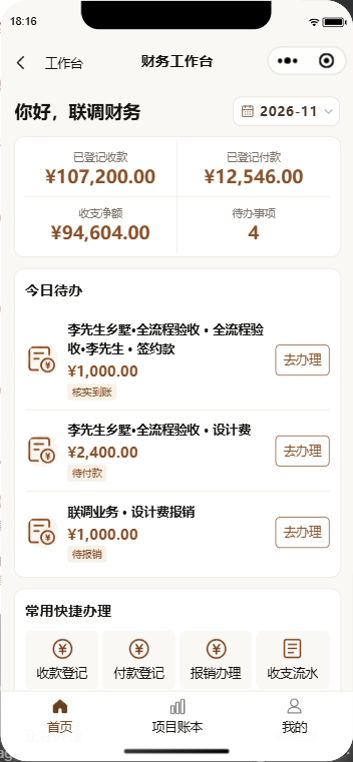 18:16
工作台
财务工作台
你好，联调财务
2026-11
已登记收款
已登记付款
¥107,200.00
¥12,546.00
收支净额
待办事项
¥94,604.00
4
今日待办
李先生乡墅•全流程验收 • 全流程验
收•李先生 • 签约款
¥1,000.00
核实到账
去办理
李先生乡墅•全流程验收 • 设计费
¥2,400.00
待付款
去办理
联调业务 • 设计费报销
¥1,000.00
待报销
去办理
常用快捷办理
收款登记
付款登记
报销办理
收支流水
首页
项目账本
我的